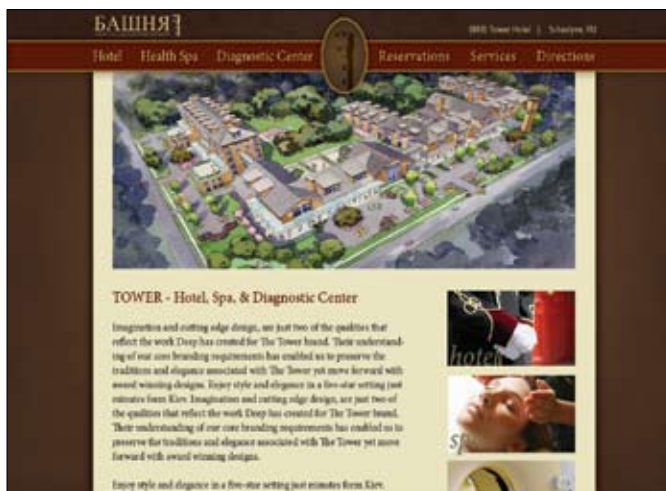 БАШНЯ
Tower Hotel |
Hotel Health Spa Diagnostic Center Reservations Services Directions
TOWER - Hotel, Spa, & Diagnostic Center
Imagination and cutting edge design, are just two of the qualities that
reflect the work Deep has created for The Tower brand. Their understand-
ing of our core branding requirements has enabled us to preserve the
traditions and elegance associated with The Tower yet move forward with
award winning designs. Enjoy style and elegance in a five-star setting just
minutes form Kiev. Imagination and cutting edge design, are just two of
the qualities that reflect the work Deep has created for The Tower brand.
Their understanding of our core branding requirements has enabled us to
preserve the traditions and elegance associated with The Tower yet move
forward with award winning designs.
Enjoy style and elegance in a five-star setting just minutes form Kiev.
hotel
sp